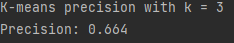 K-means precision with k = 3
Precision: 0.664